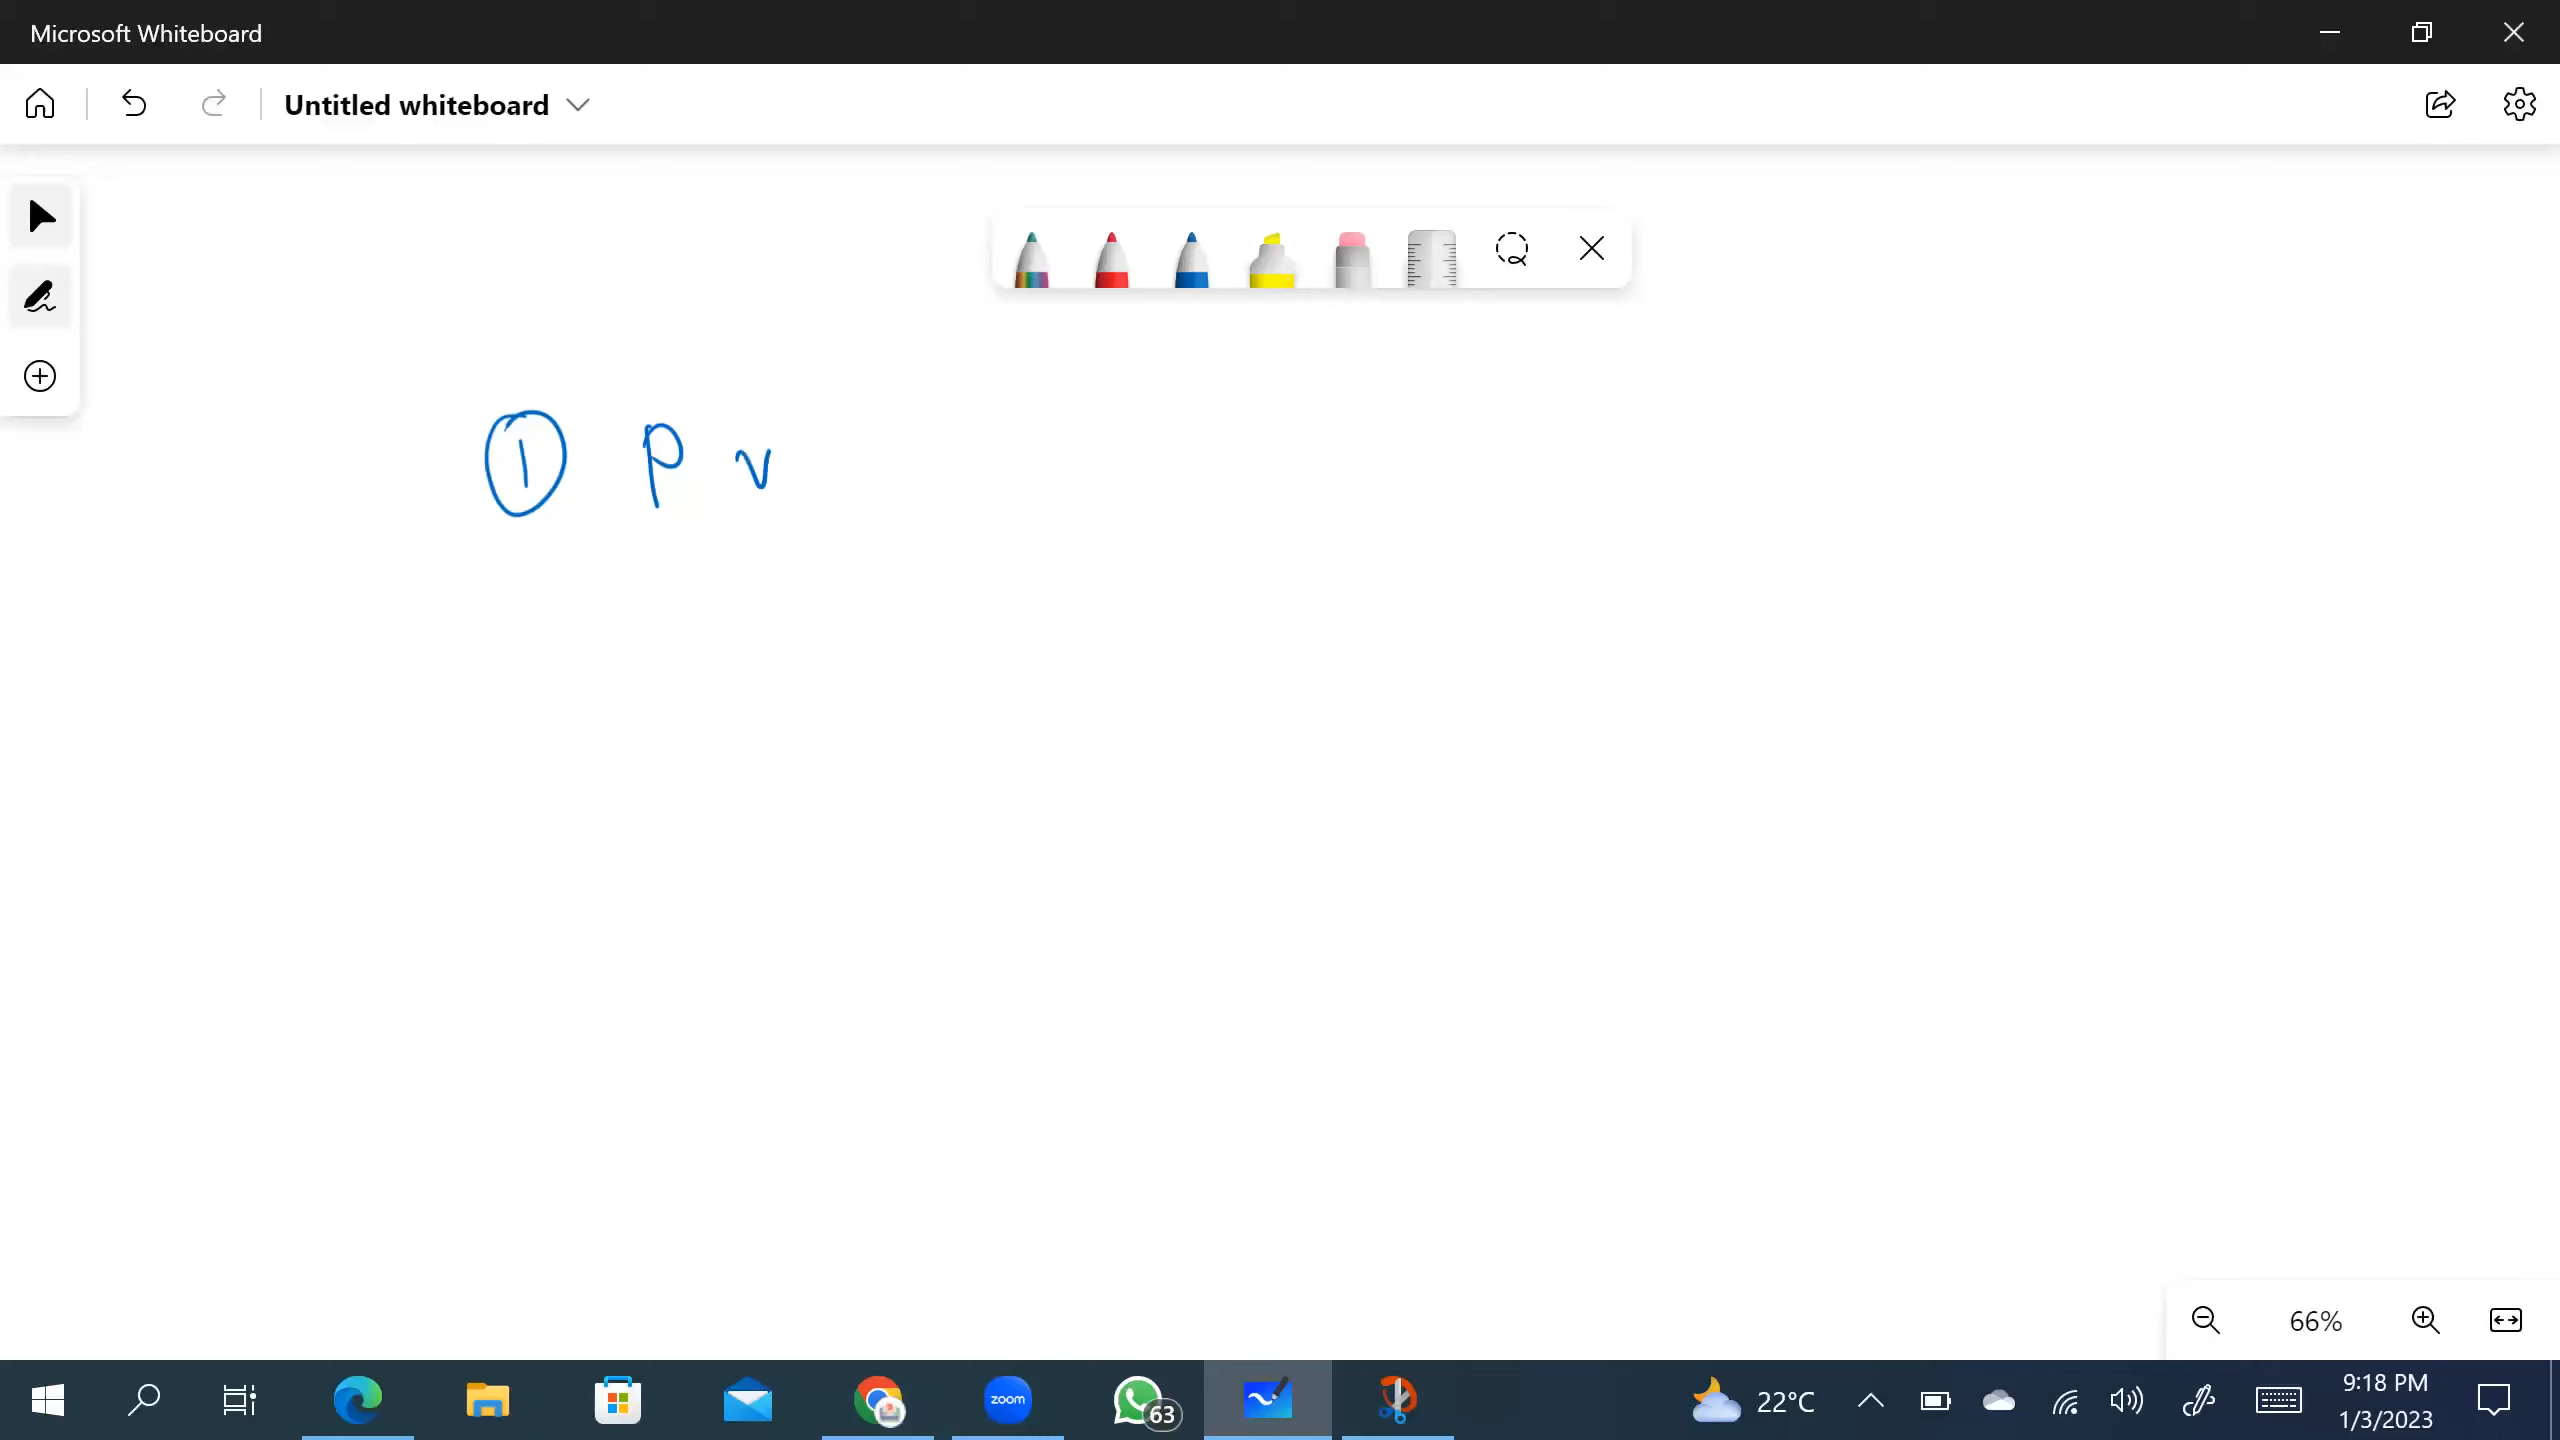 Microsoft Whiteboard
Untitled whiteboard
① P v
66%
zoom
63
22°C
9:18 PM
1/3/2023